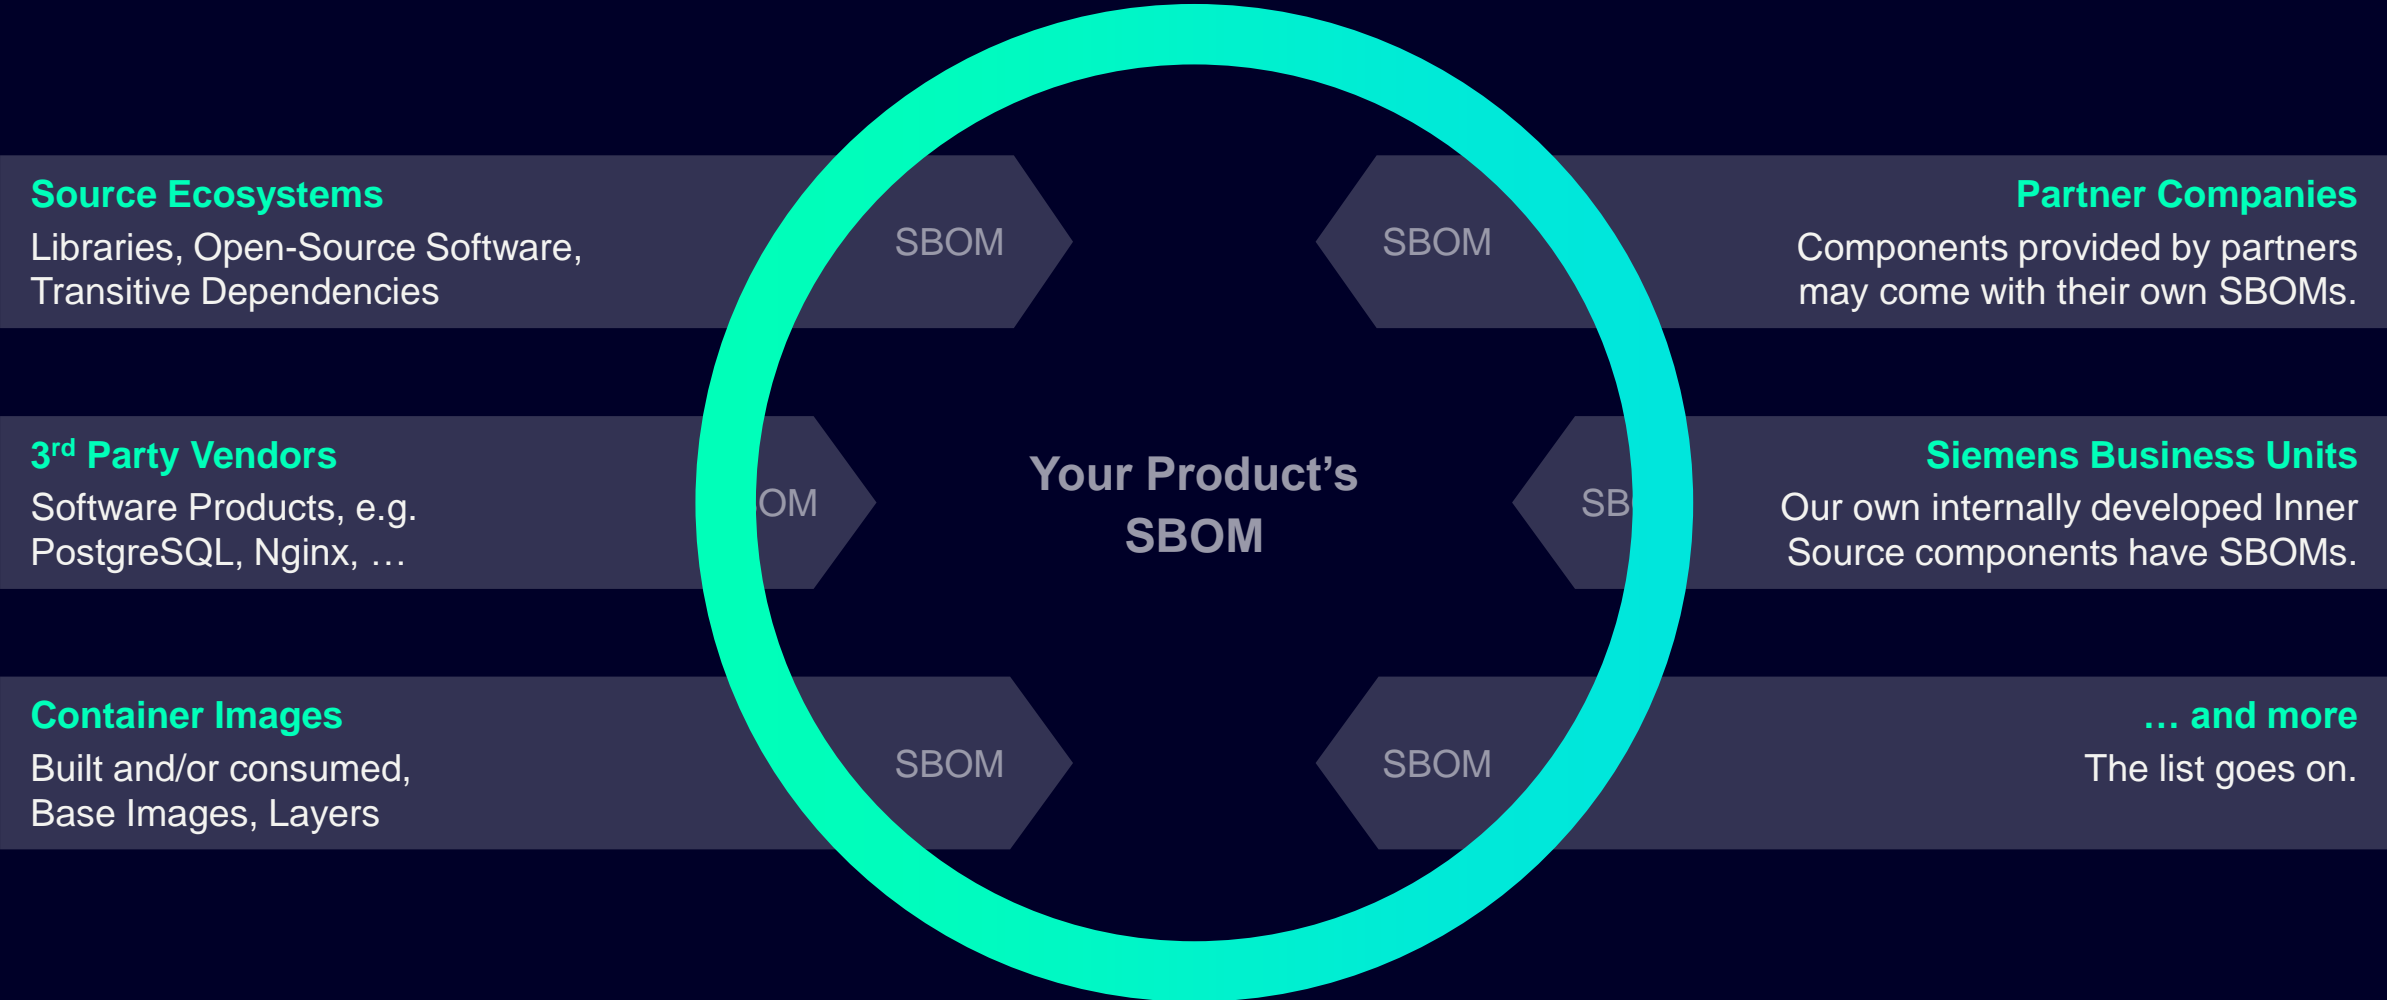 Source Ecosystems
Libraries, Open-Source Software,
Transitive Dependencies
SBOM
SBOM
Partner Companies
Components provided by partners
may come with their own SBOMs.
3rd Party Vendors
Software Products, e.g.
PostgreSQL, Nginx, …
OM
Your Product’s
SBOM
SB
Siemens Business Units
Our own internally developed Inner
Source components have SBOMs.
Container Images
Built and/or consumed,
Base Images, Layers
SBOM
SBOM
… and more
The list goes on.